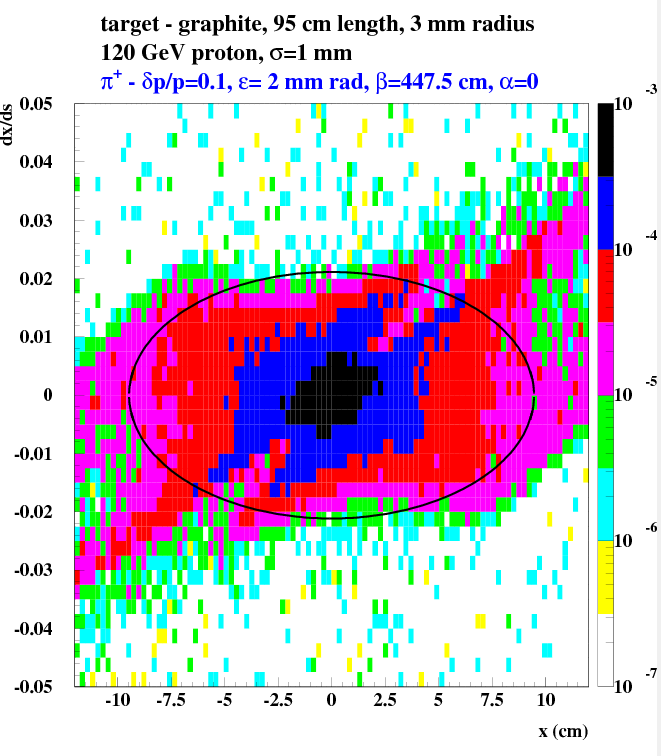 target - graphite, 95 cm length, 3 mm radius
120 GeV proton, σ=1 mm
π+ - δp/p=0.1, ε= 2 mm rad, β=447.5 cm, α=0
dx/ds
0.05
0.04
0.03
0.02
0.01
0
-0.01
-0.02
-0.03
-0.04
-0.05
-10 -7.5 -5 -2.5 0 2.5 5 7.5 10
x (cm)
10 -3
10 -4
10 -5
10 -6
10 -7